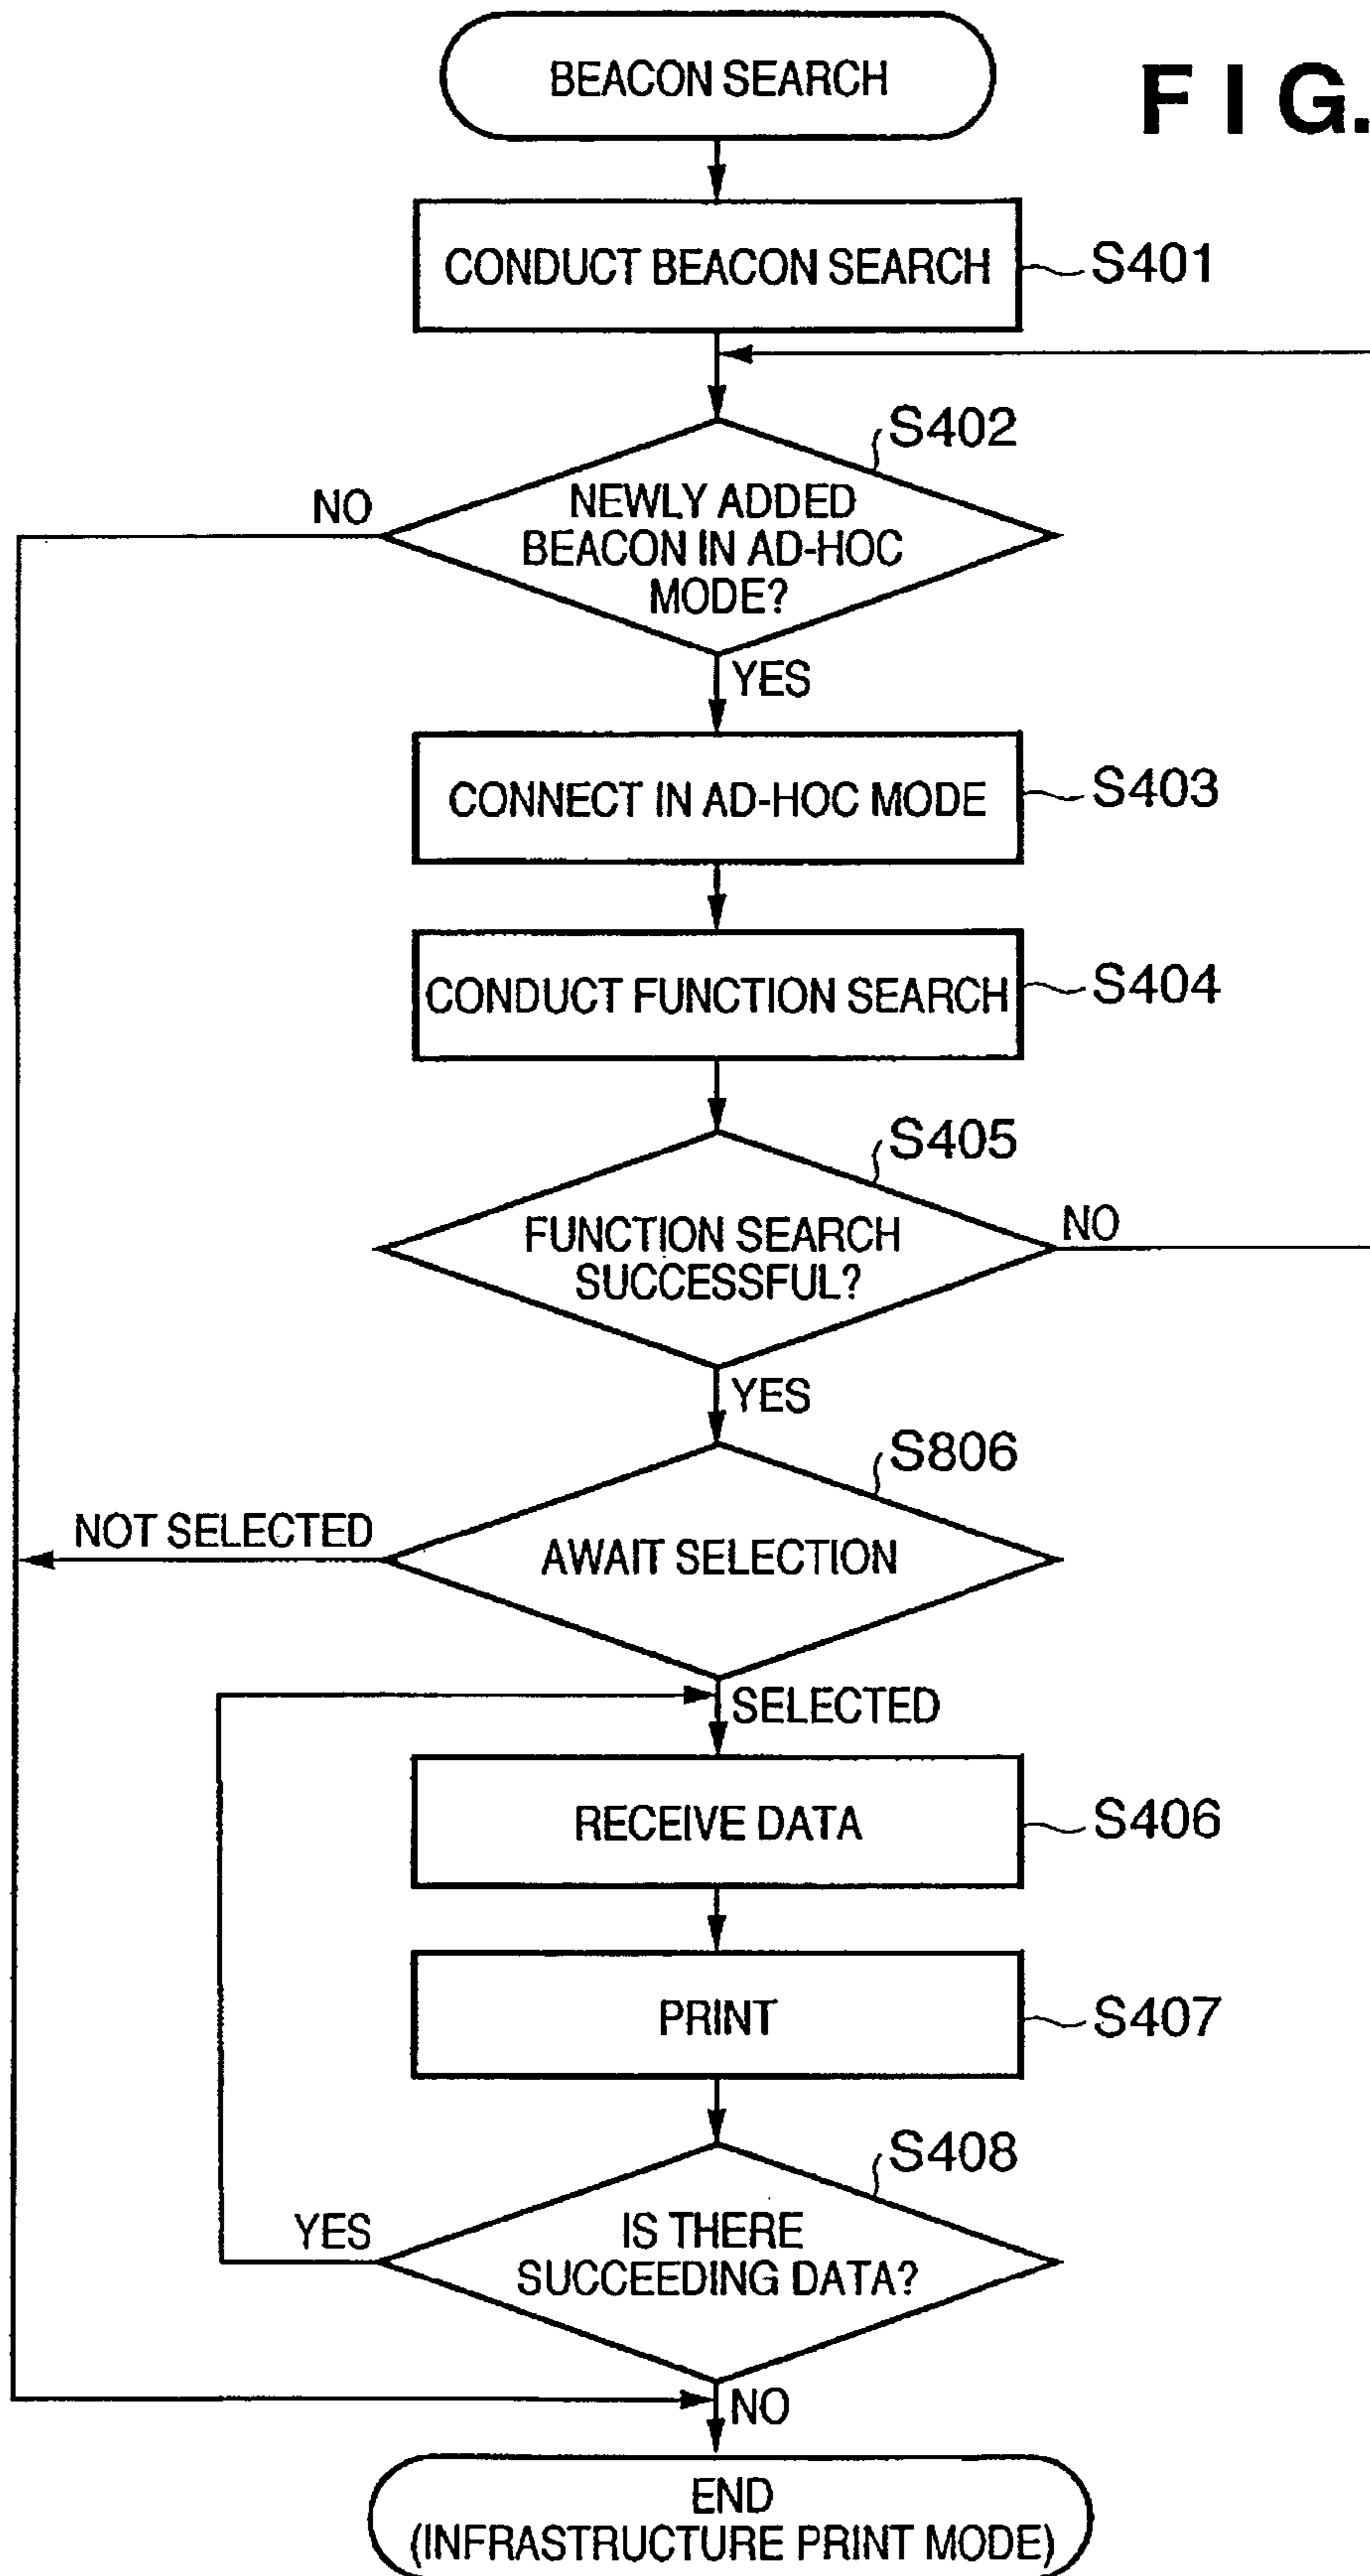 BEACON SEARCH
FIG.
CONDUCT BEACON SEARCH
S401
S402
NO
NEWLY ADDED
BEACON IN AD-HOC
MODE?
YES
CONNECT IN AD-HOC MODE
S403
CONDUCT FUNCTION SEARCH
S404
S405
FUNCTION SEARCH
SUCCESSFUL?
NO
YES
S806
NOT SELECTED
AWAIT SELECTION
SELECTED
RECEIVE DATA
S406
PRINT
S407
S408
YES
IS THERE
SUCCEEDING DATA?
NO
END
(INFRASTRUCTURE PRINT MODE)